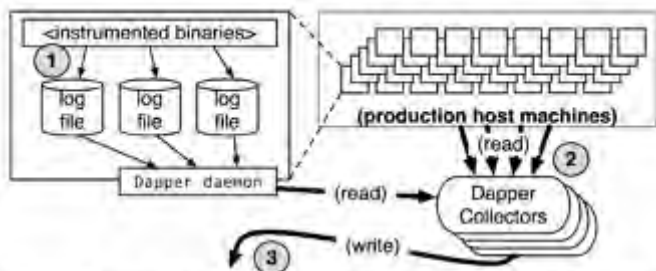 <instrumented binaries>
1
log file
log file
log file
Dapper daemon
(production host machines)
(read)
2
(read)
Dapper Collectors
(write)
3